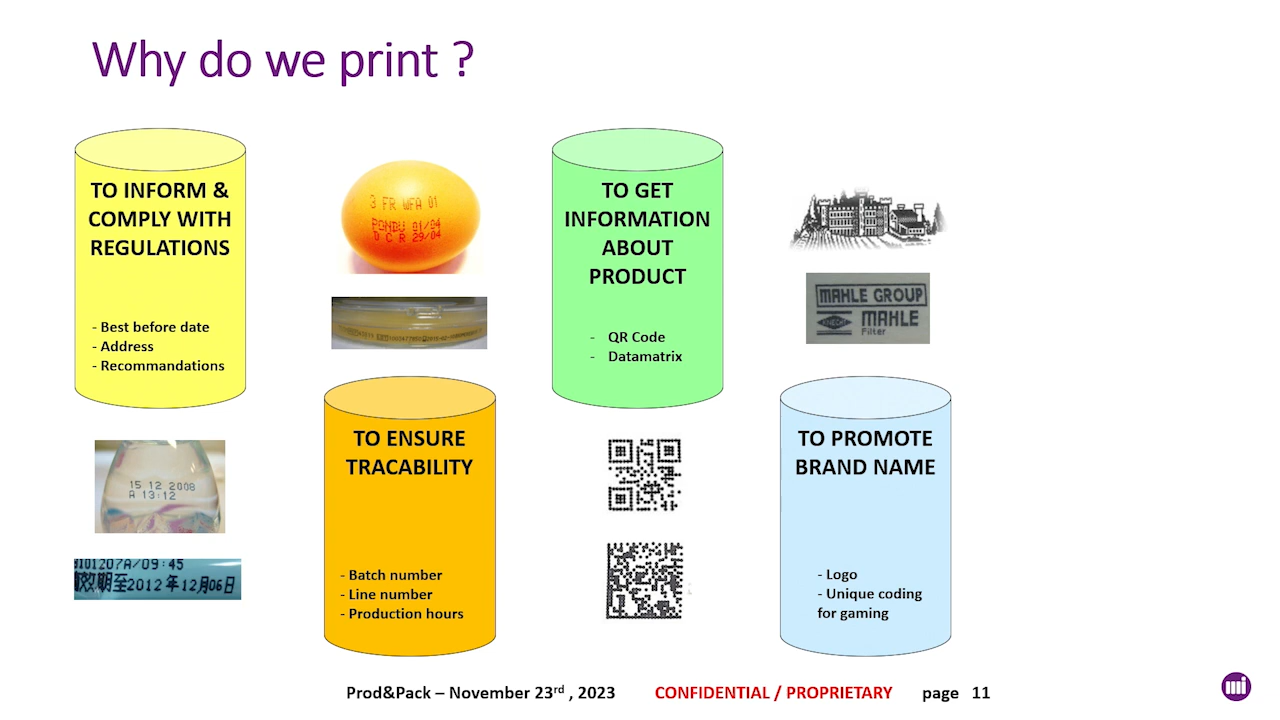 Why do we print ?
TO INFORM &
COMPLY WITH
REGULATIONS
- Best before date
- Address
- Recommandations
15 12 2008
A 13:12
101207A/09:45
效期至2012年12月06日
3 FR WFA 01
PONDU 01/04
D C R 29/04
TO ENSURE
TRACABILITY
- Batch number
- Line number
- Production hours
TO GET
INFORMATION
ABOUT
PRODUCT
- QR Code
- Datamatrix
MAHLE GROUP
MAHLE
Filter
TO PROMOTE
BRAND NAME
- Logo
- Unique coding
for gaming
Prod&Pack – November 23rd , 2023 CONFIDENTIAL / PROPRIETARY page 11